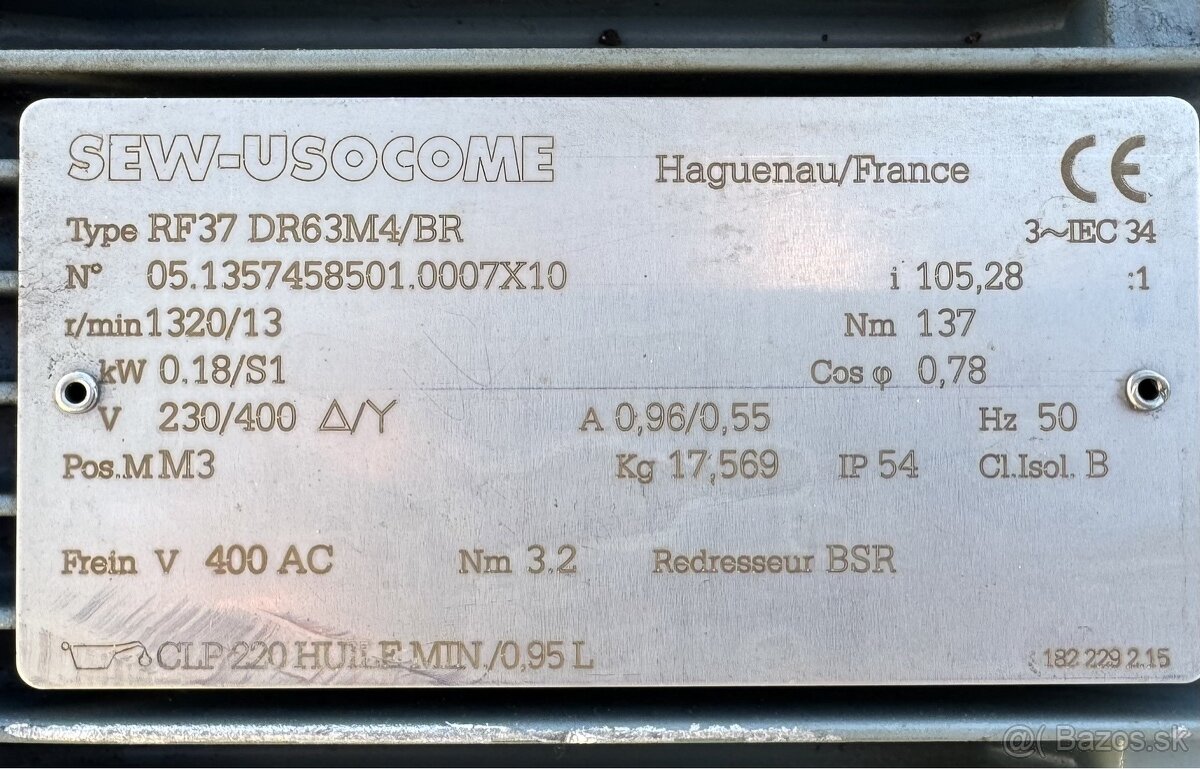 SEW-USOCOME Haguenau/France CE
Type RF37 DR63M4/BR 3~IEC 34
N° 05.1357458501.0007X10 i 105,28 :1
r/min 1320/13 Nm 137
kW 0.18/S1 Cos φ 0,78
V 230/400 △/Y A 0,96/0,55 Hz 50
Pos.M M3 Kg 17,569 IP 54 Cl.Isol. B
Frein V 400 AC Nm 3.2 Redresseur BSR
CLP 220 HUILE MIN./0,95 L 182 229 2.15
@( Bazos.sk